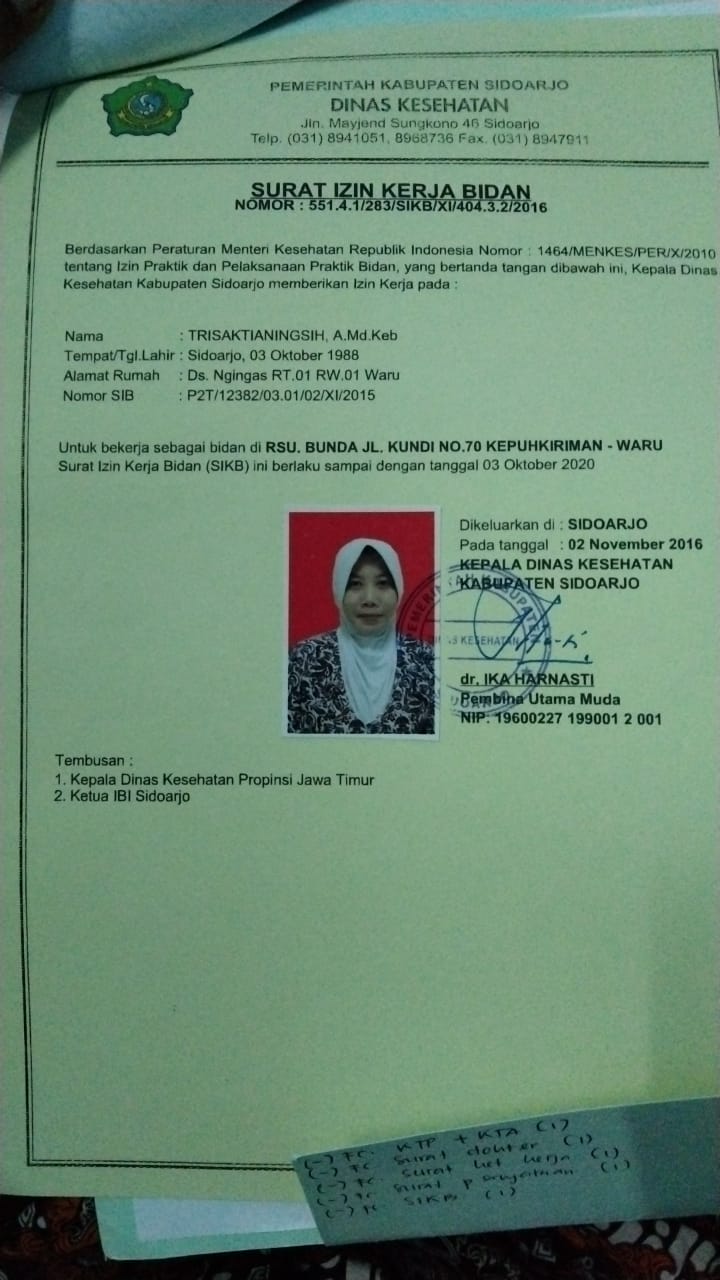 PEMERINTAH KABUPATEN SIDOARJO
DINAS KESEHATAN
Jln. Mayjend Sungkono 46 Sidoarjo
Telp. (031) 8941051, 8968736 Fax. (031) 8947911
SURAT IZIN KERJA BIDAN
NOMOR : 551.4.1/283/SIKB/XI/404.3.2/2016
Berdasarkan Peraturan Menteri Kesehatan Republik Indonesia Nomor : 1464/MENKES/PER/X/2010
tentang Izin Praktik dan Pelaksanaan Praktik Bidan, yang bertanda tangan dibawah ini, Kepala Dinas
Kesehatan Kabupaten Sidoarjo memberikan Izin Kerja pada :
Nama : TRISAKTIANINGSIH, A.Md.Keb
Tempat/Tgl.Lahir : Sidoarjo, 03 Oktober 1988
Alamat Rumah : Ds. Ngingas RT.01 RW.01 Waru
Nomor SIB : P2T/12382/03.01/02/XI/2015
Untuk bekerja sebagai bidan di RSU. BUNDA JL. KUNDI NO.70 KEPUHKIRIMAN - WARU
Surat Izin Kerja Bidan (SIKB) ini berlaku sampai dengan tanggal 03 Oktober 2020
Dikeluarkan di : SIDOARJO
Pada tanggal : 02 November 2016
KEPALA DINAS KESEHATAN
KABUPATEN SIDOARJO
dr. IKA HARNASTI
Pembina Utama Muda
NIP. 19600227 199001 2 001
Tembusan :
1. Kepala Dinas Kesehatan Propinsi Jawa Timur
2. Ketua IBI Sidoarjo
(-) FC. KTP + KTA (1)
(-) FC surat dokter (1)
(-) FC. surat ket kerja (1)
(-) FC surat pernyataan (1)
(-) FC SIKB (1)